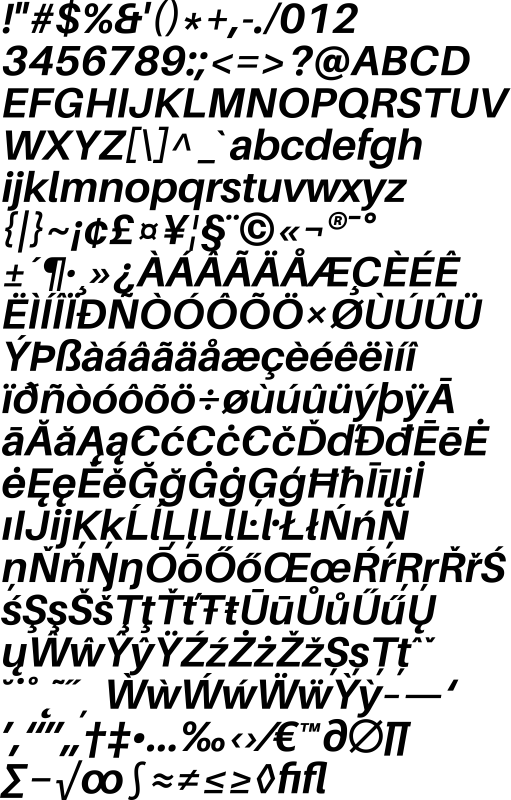 !"#$%&'()*+,-./012
3456789:;<=>?@ABCD
EFGHIJKLMNOPQRSTUV
WXYZ[\]^_`abcdefgh
ijklmnopqrstuvwxyz
{|}~¡¢£¤¥¦§¨©«¬®¯°
±´¶·¸»¿ÀÁÂÃÄÅÆÇÈÉÊ
ËÌÍÎÏÐÑÒÓÔÕÖ×ØÙÚÛÜ
ÝÞßàáâãäåæçèéêëìíî
ïðñòóôõö÷øùúûüýþÿĀ
āĂăĄąĆćĊċČčĎďĐđĒēĖ
ėĘęĚěĞğĠġĢģĦħĪīĮįİ
ıĲĳĶķĹĺĻļĽľĿŀŁłŃńŅ
ņŇňŊŋŌōŐőŒœŔŕŖŗŘřŚ
śŞşŠšŢţŤťŦŧŪūŮůŰűŲ
ųŴŵŶŷŸŹźŻżŽžȘșȚțˆˇ
˘˙˚˛˜˝ẀẁẂẃẄẅỲỳ–—‘
’‚“”„†‡•…‰‹›⁄€™∂∅∏
∑−√∞∫≈≠≤≥◊ﬁﬂ